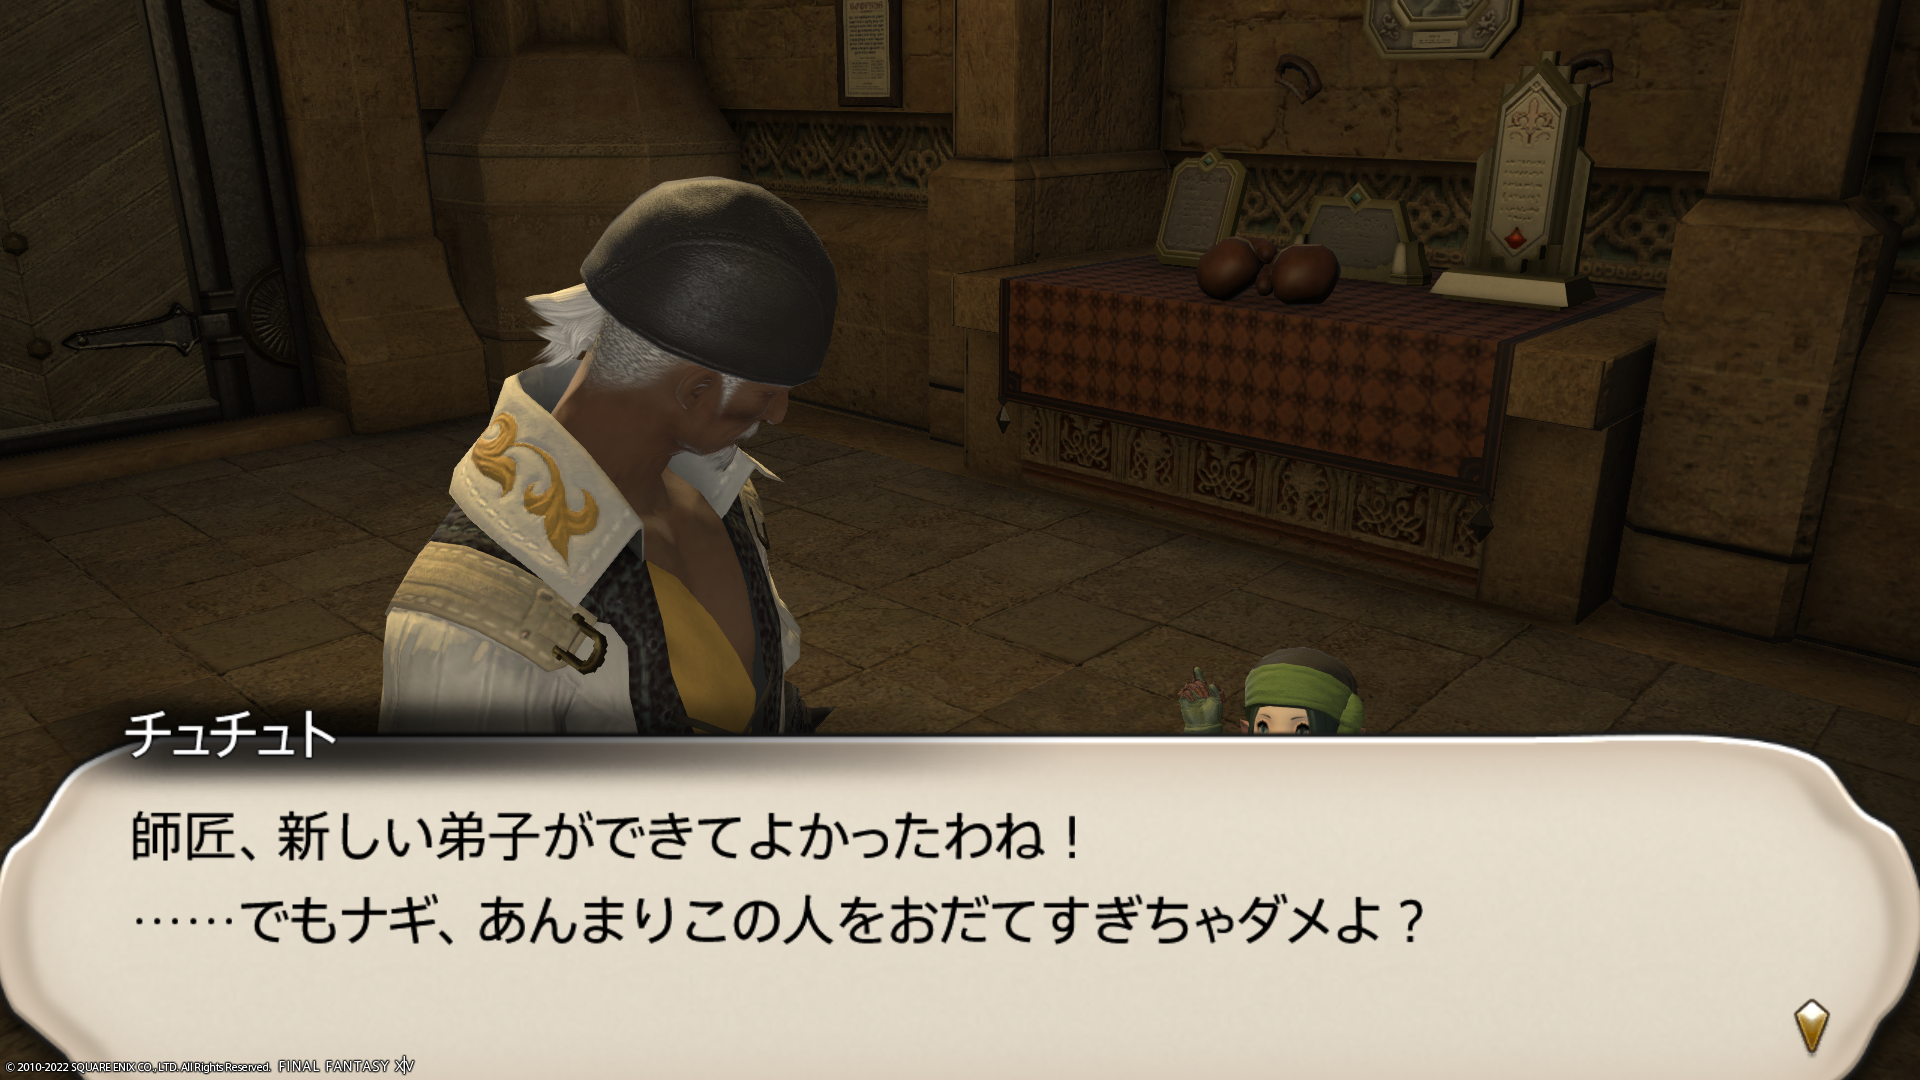 チュチュト
師匠、新しい弟子ができてよかったわね！
……でもナギ、あんまりこの人をおだてすぎちゃダメよ？
© 2010-2022 SQUARE ENIX CO., LTD. All Rights Reserved. FINAL FANTASY XIV